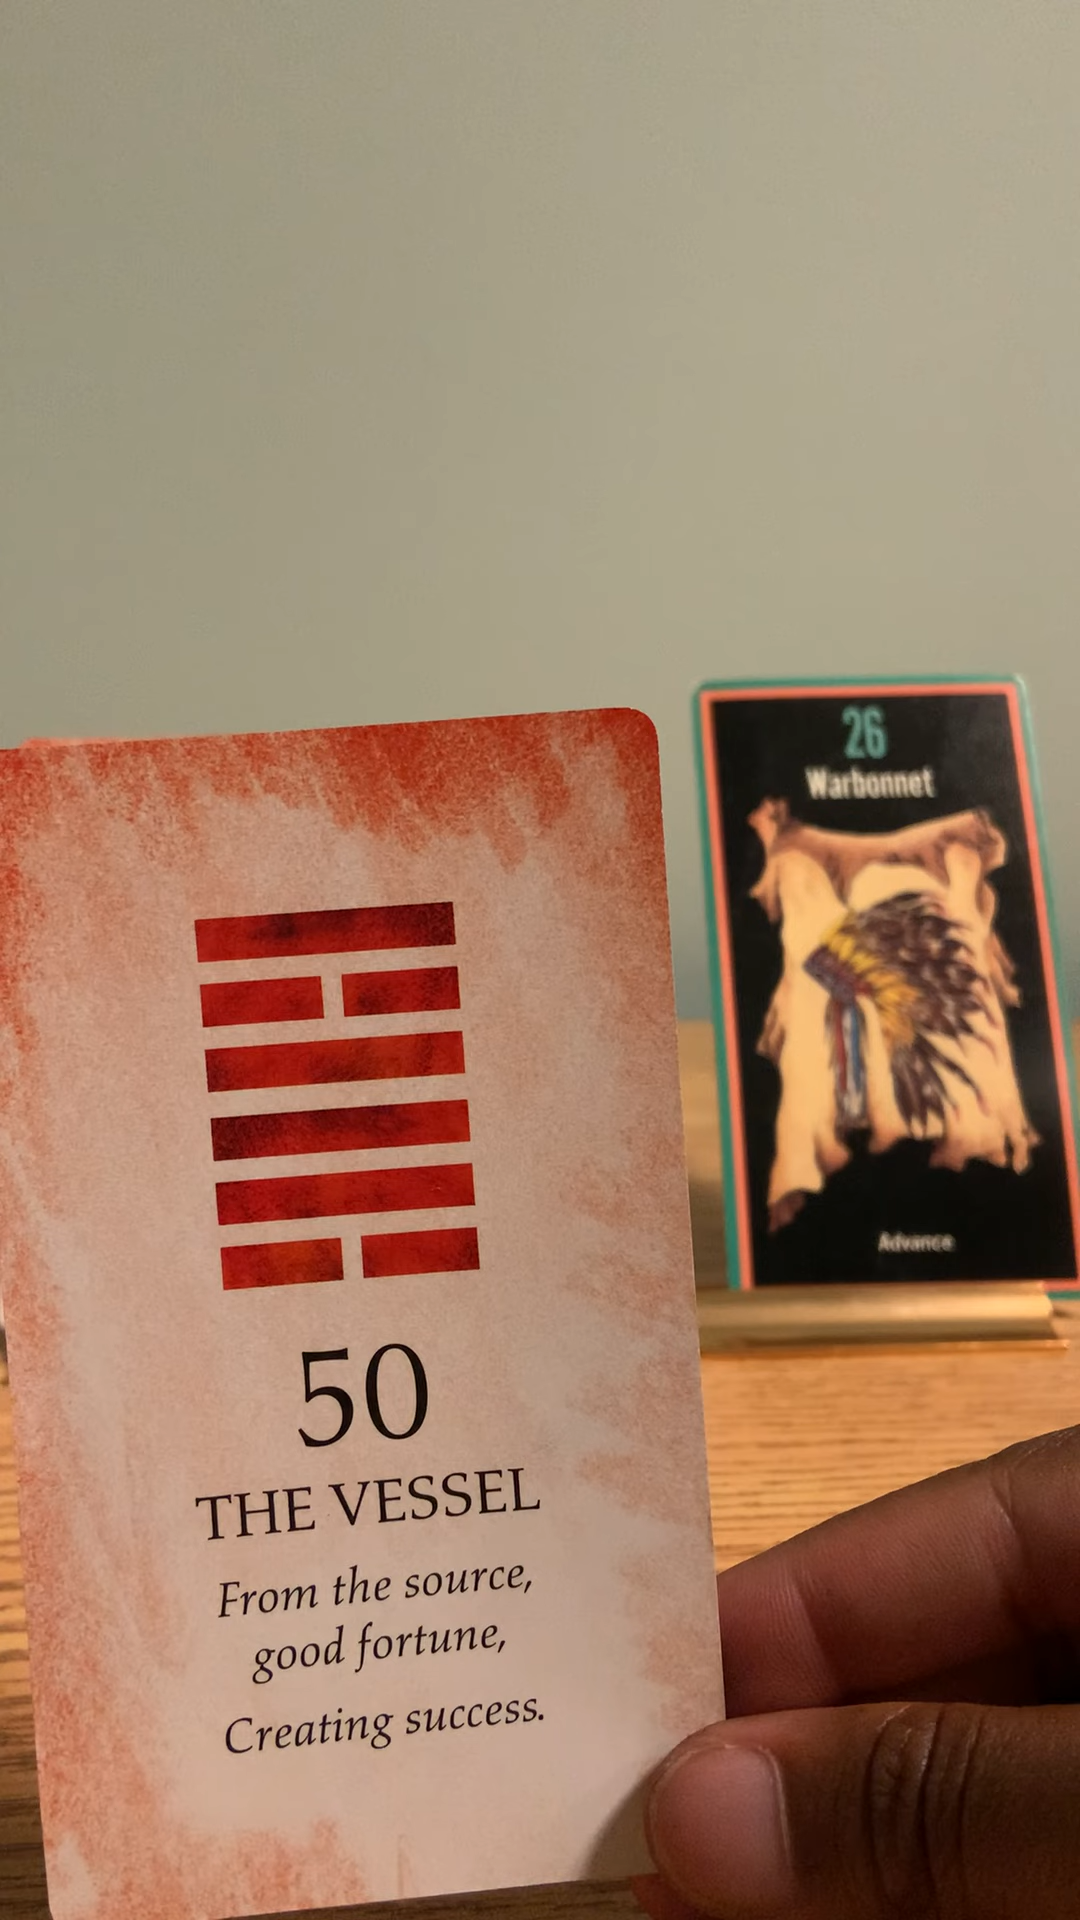 50
THE VESSEL
From the source,
good fortune,
Creating success.
26
Warbonnet
Advance